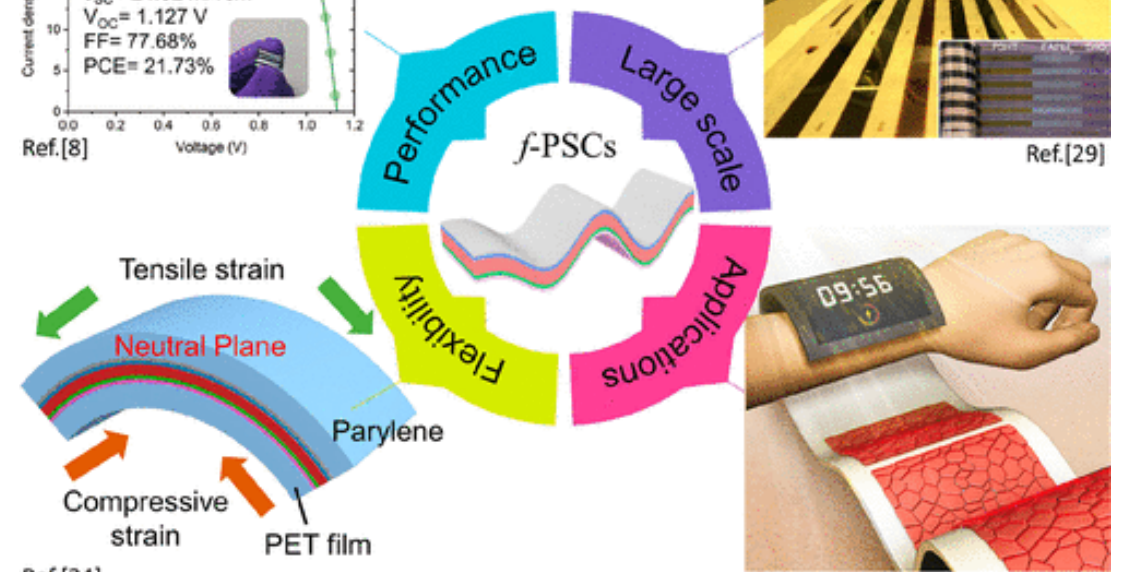 Current dens
10
5
0
V_OC= 1.127 V
FF= 77.68%
PCE= 21.73%
0.0 0.2 0.4 0.6 0.8 1.0 1.2
Voltage (V)
Ref.[8]
Performance
Large scale
f-PSCs
Flexibility
Applications
Ref.[29]
Tensile strain
Neutral Plane
Parylene
Compressive
strain
PET film
09:56